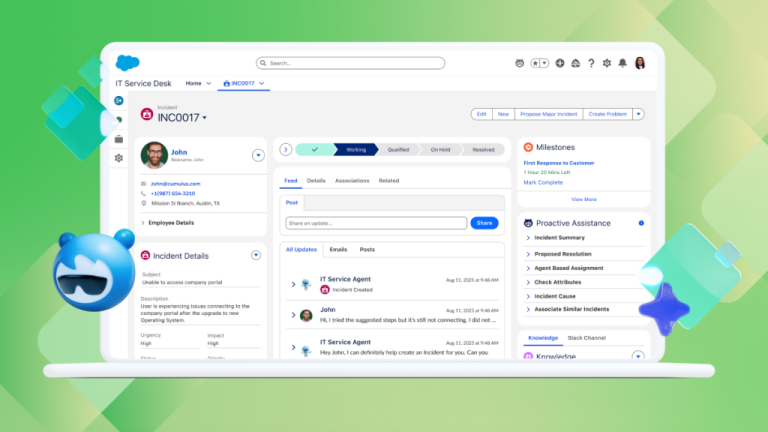 Search...
IT Service Desk
Home
INC0017
Incident
INC0017
Edit
New
Propose Major Incident
Create Problem
John
Nickname: John
John@cumulus.com
+1(987) 654-3210
Mission St Branch, Austin, TX
Employee Details
Incident Details
Subject
Unable to access company portal
Description
User is experiencing issues connecting to the
company portal after the upgrade to new
Operating System.
Urgency
Impact
High
High
Status
Priority
Working
Qualified
On Hold
Resolved
Feed
Details
Associations
Related
Post
Share an update...
Share
All Updates
Emails
Posts
IT Service Agent
Aug 11, 2025 at 9:48 AM
Incident Created
John
Aug 11, 2025 at 9:48 AM
Hi, I tried the suggested steps but it's still not connecting. I did not ...
IT Service Agent
Aug 11, 2025 at 9:48 AM
Hey John, I can definitely help create an Incident for you. Can you
Milestones
First Response to Customer
1 Hour 20 Mins Left
Mark Complete
View More
Proactive Assistance
Incident Summary
Proposed Resolution
Agent Based Assignment
Check Attributes
Incident Cause
Associate Similar Incidents
Knowledge
Slack Channel
Knowledge